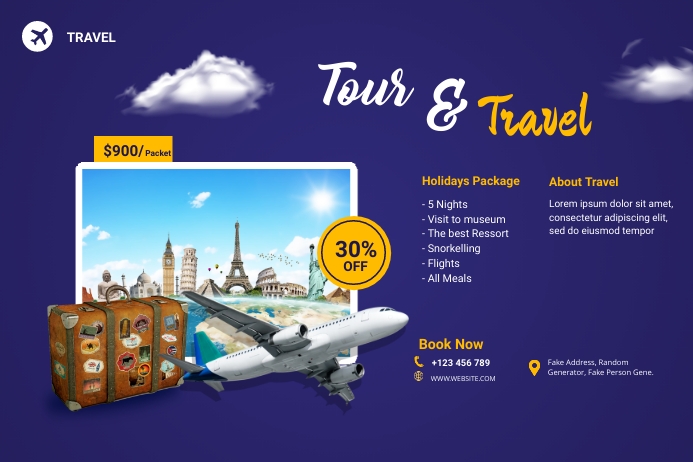 TRAVEL
Tour & Travel
$900/ Packet
30%
OFF
Holidays Package
- 5 Nights
- Visit to museum
- The best Ressort
- Snorkelling
- Flights
- All Meals
About Travel
Lorem ipsum dolor sit amet,
consectetur adipiscing elit,
sed do eiusmod tempor
Book Now
+123 456 789
WWW.WEBSITE.COM
Fake Address, Random
Generator, Fake Person Gene.